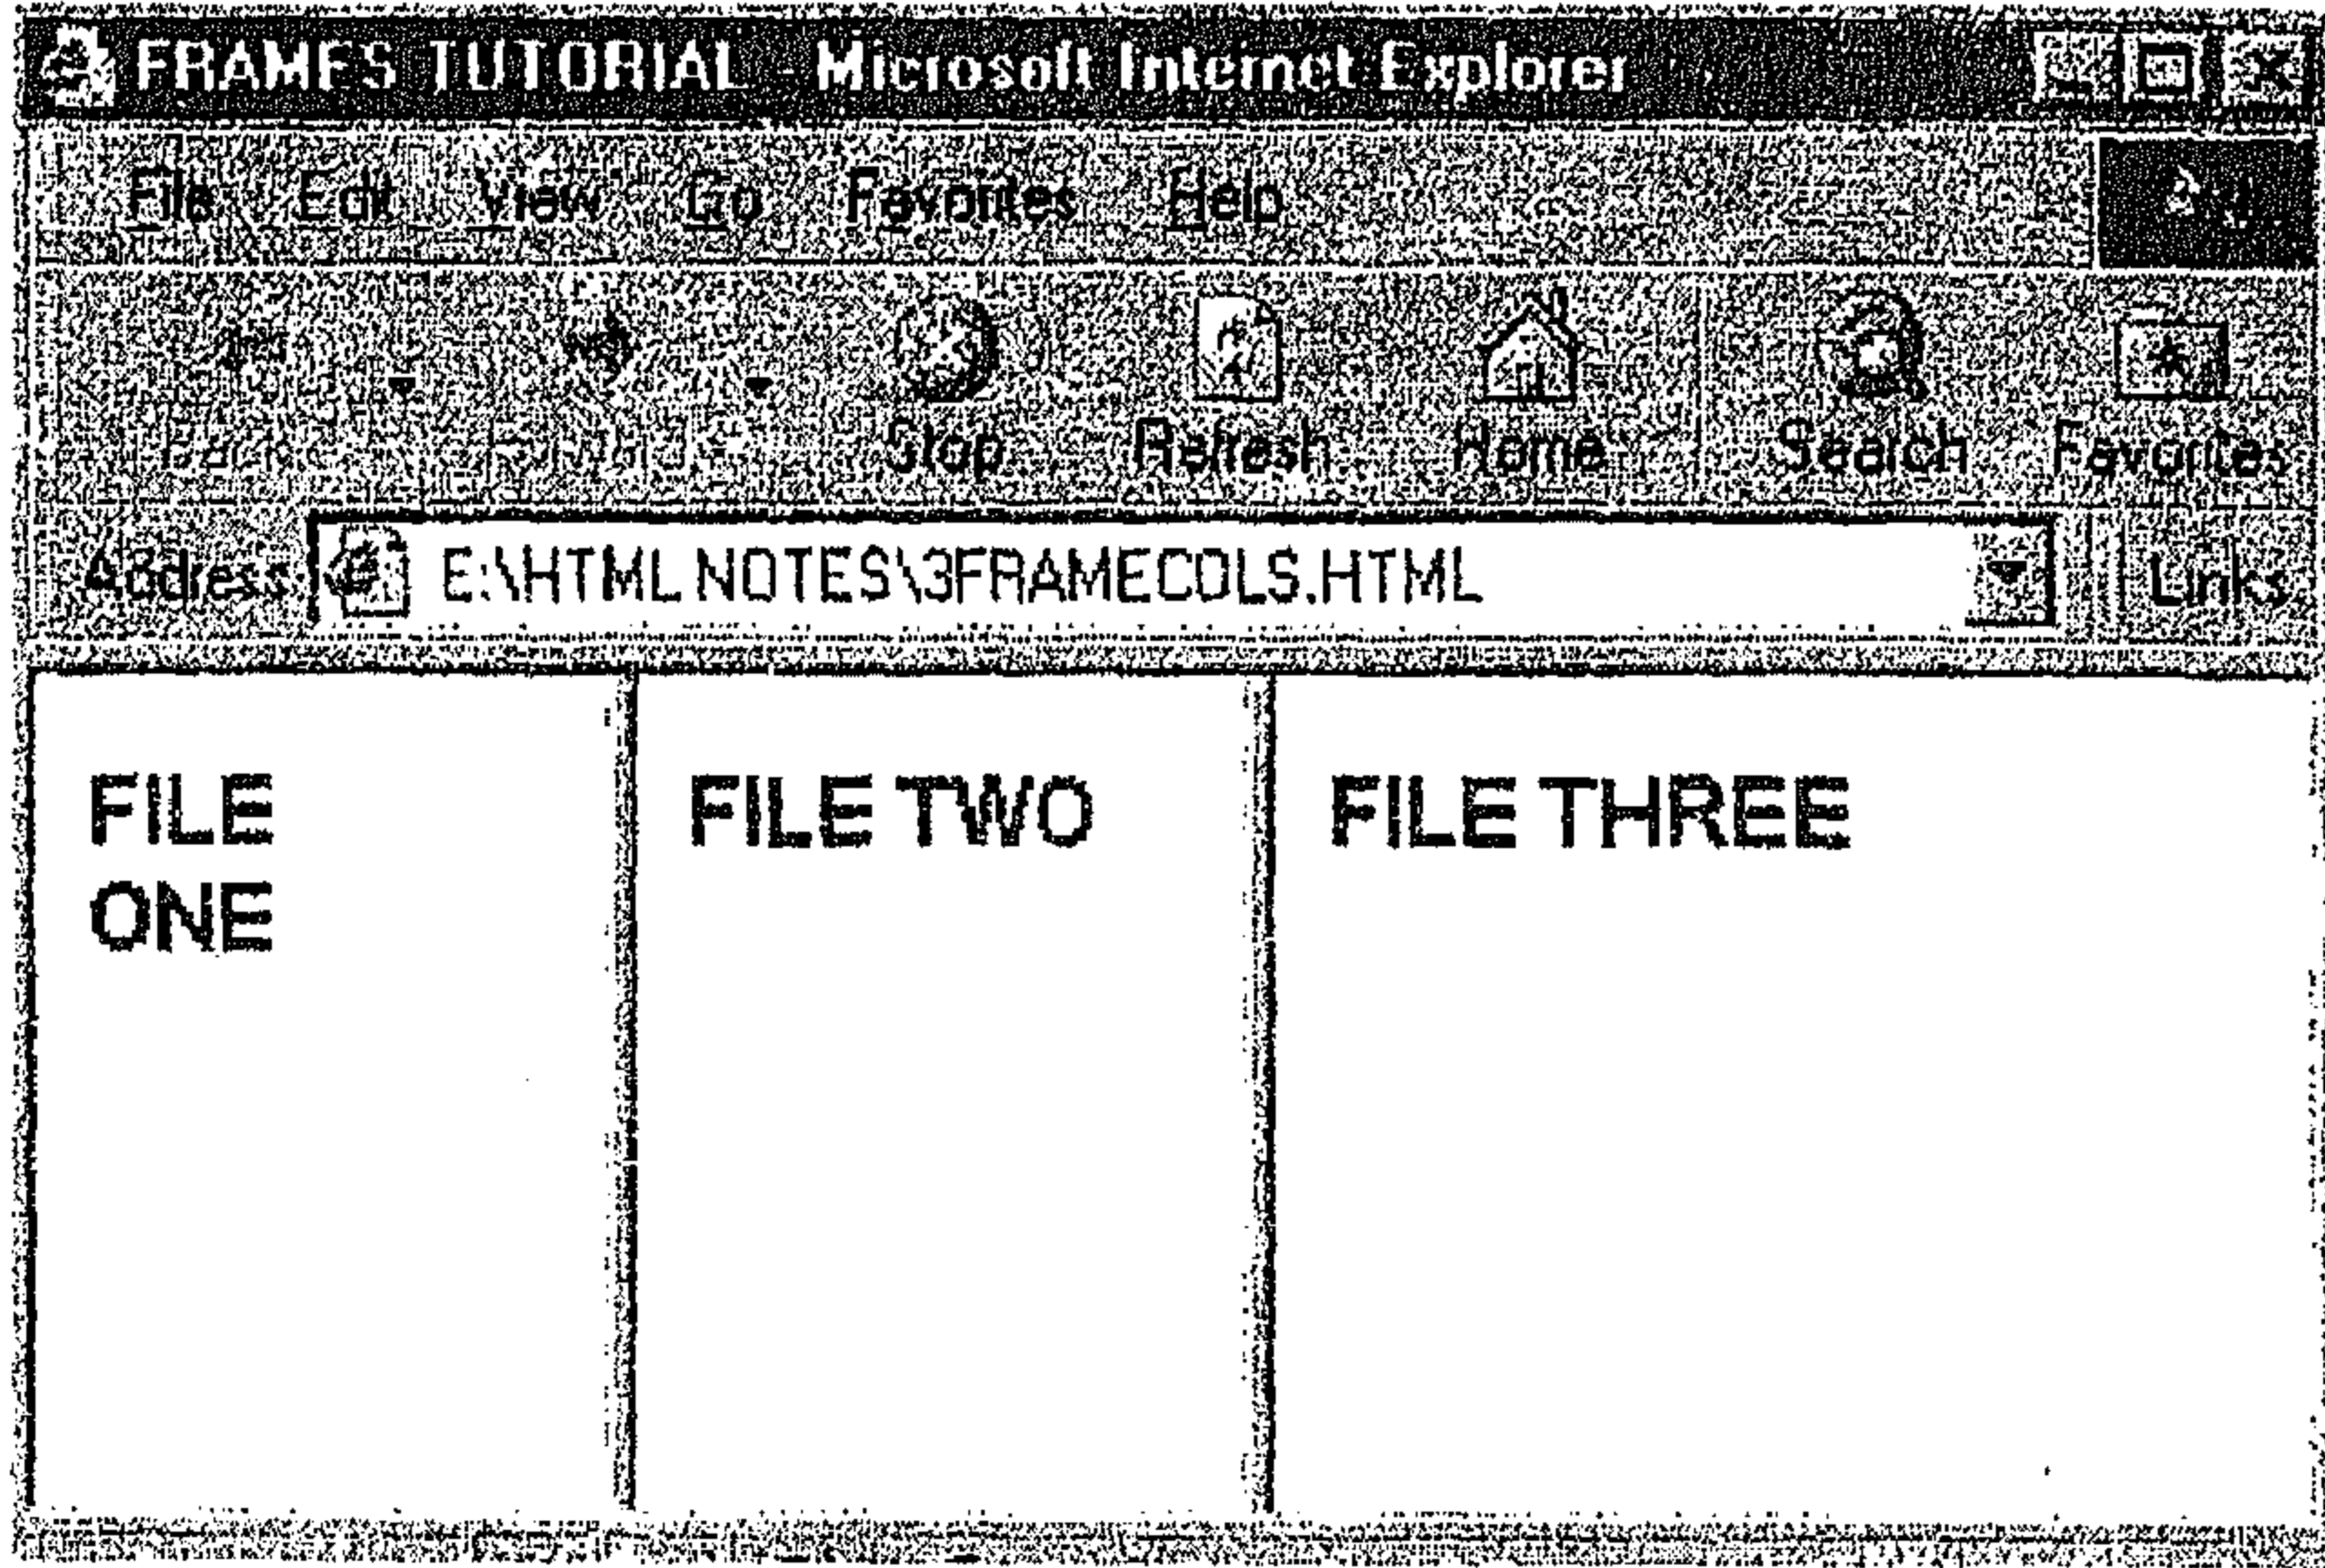 FRAMES TUTORIAL - Microsoft Internet Explorer
File Edit View Go Favorites Help
Back Stop Refresh Home Search Favorites
Address E:\HTML NOTES\3FRAMECOLS.HTML Links
FILE ONE
FILE TWO
FILE THREE